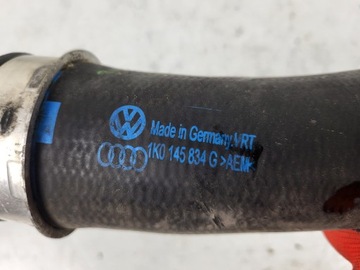 Made in Germany.VRT
1K0 145 834 G >AEM<